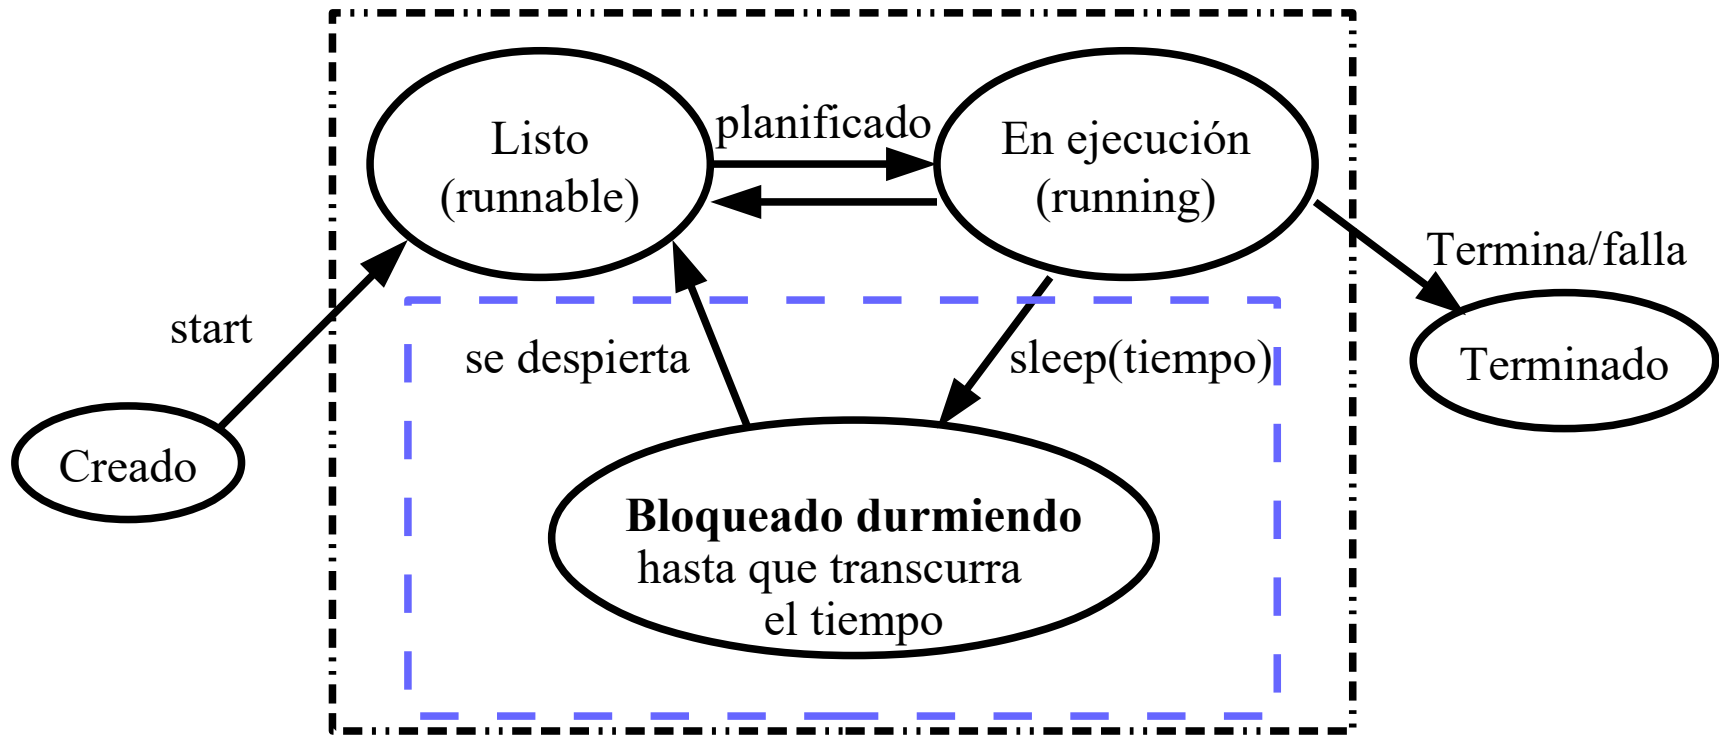 Listo
(runnable)
planificado
En ejecución
(running)
Termina/falla
Terminado
start
Creado
se despierta
sleep(tiempo)
Bloqueado durmiendo
hasta que transcurra
el tiempo